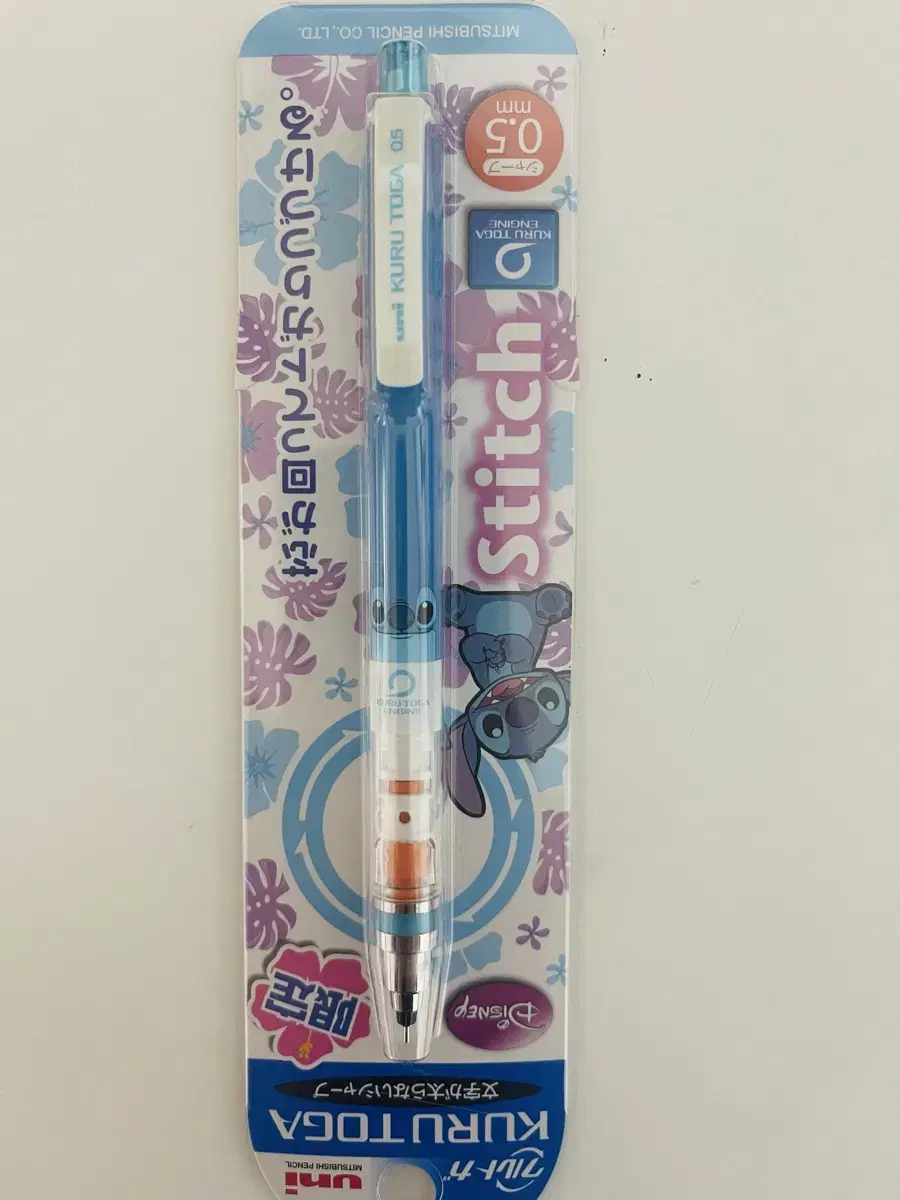 uni
MITSUBISHI PENCIL
クルトガ
KURU TOGA
文字が太らないシャープ
Disney
限定
Stitch
KURU TOGA
ENGINE
シャープ
0.5
mm
芯が回ってトガりつづける。
KURU TOGA
ENGINE
uni KURU TOGA 0.5
MITSUBISHI PENCIL CO., LTD.